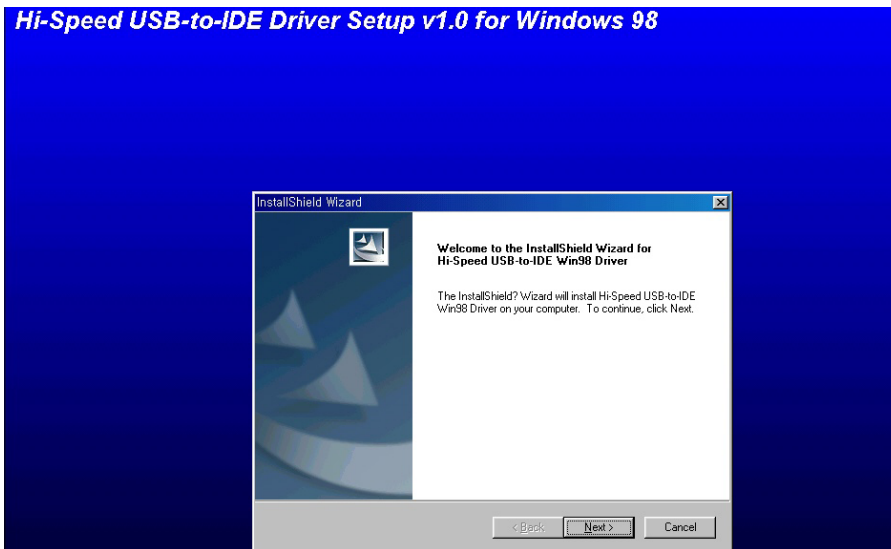 Hi-Speed USB-to-IDE Driver Setup v1.0 for Windows 98
InstallShield Wizard
Welcome to the InstallShield Wizard for
Hi-Speed USB-to-IDE Win98 Driver
The InstallShield? Wizard will install Hi-Speed USB-to-IDE
Win98 Driver on your computer. To continue, click Next.
< Back Next > Cancel